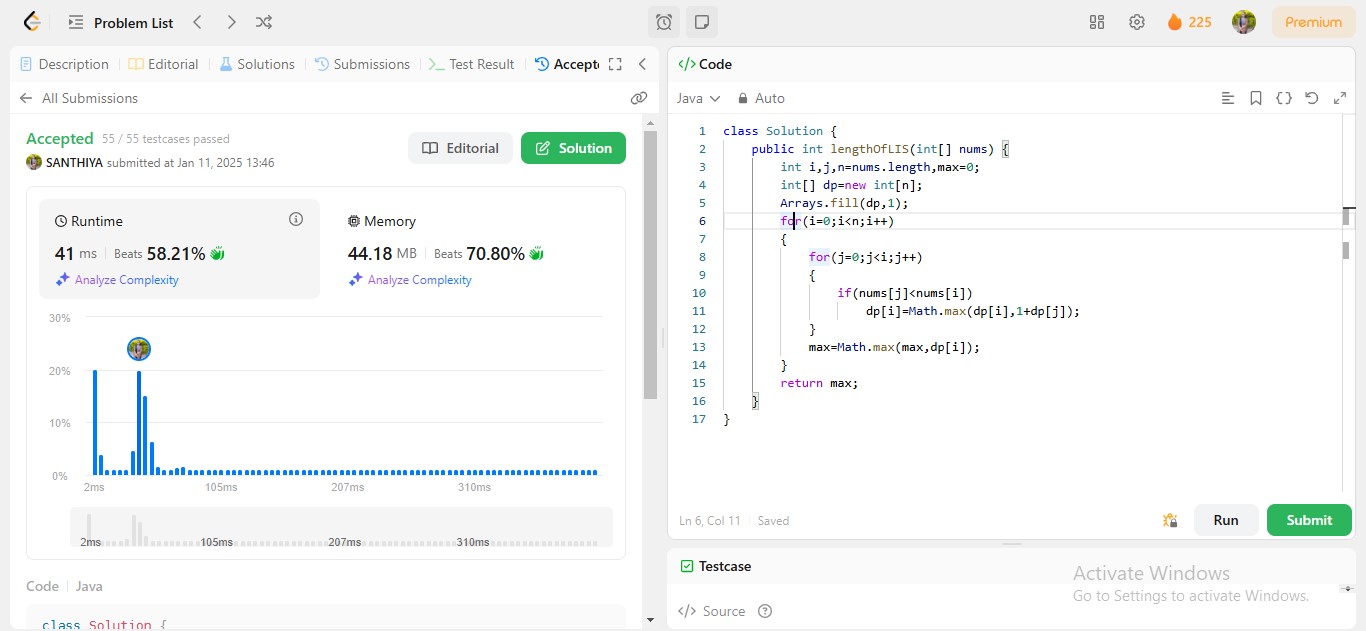 Problem List
225
Premium
Description
Editorial
Solutions
Submissions
Test Result
Accept
All Submissions
Accepted 55 / 55 testcases passed
SANTHIYA submitted at Jan 11, 2025 13:46
Editorial
Solution
Runtime
41 ms Beats 58.21%
Analyze Complexity
Memory
44.18 MB Beats 70.80%
Analyze Complexity
30%
20%
10%
0%
2ms 105ms 207ms 310ms
2ms 105ms 207ms 310ms
Code Java
class Solution {
</> Code
Java Auto
1 class Solution {
2 public int lengthOfLIS(int[] nums) {
3 int i,j,n=nums.length,max=0;
4 int[] dp=new int[n];
5 Arrays.fill(dp,1);
6 for(i=0;i<n;i++)
7 {
8 for(j=0;j<i;j++)
9 {
10 if(nums[j]<nums[i])
11 dp[i]=Math.max(dp[i],1+dp[j]);
12 }
13 max=Math.max(max,dp[i]);
14 }
15 return max;
16 }
17 }
Ln 6, Col 11 Saved
Run
Submit
Testcase
</> Source ?
Activate Windows
Go to Settings to activate Windows.